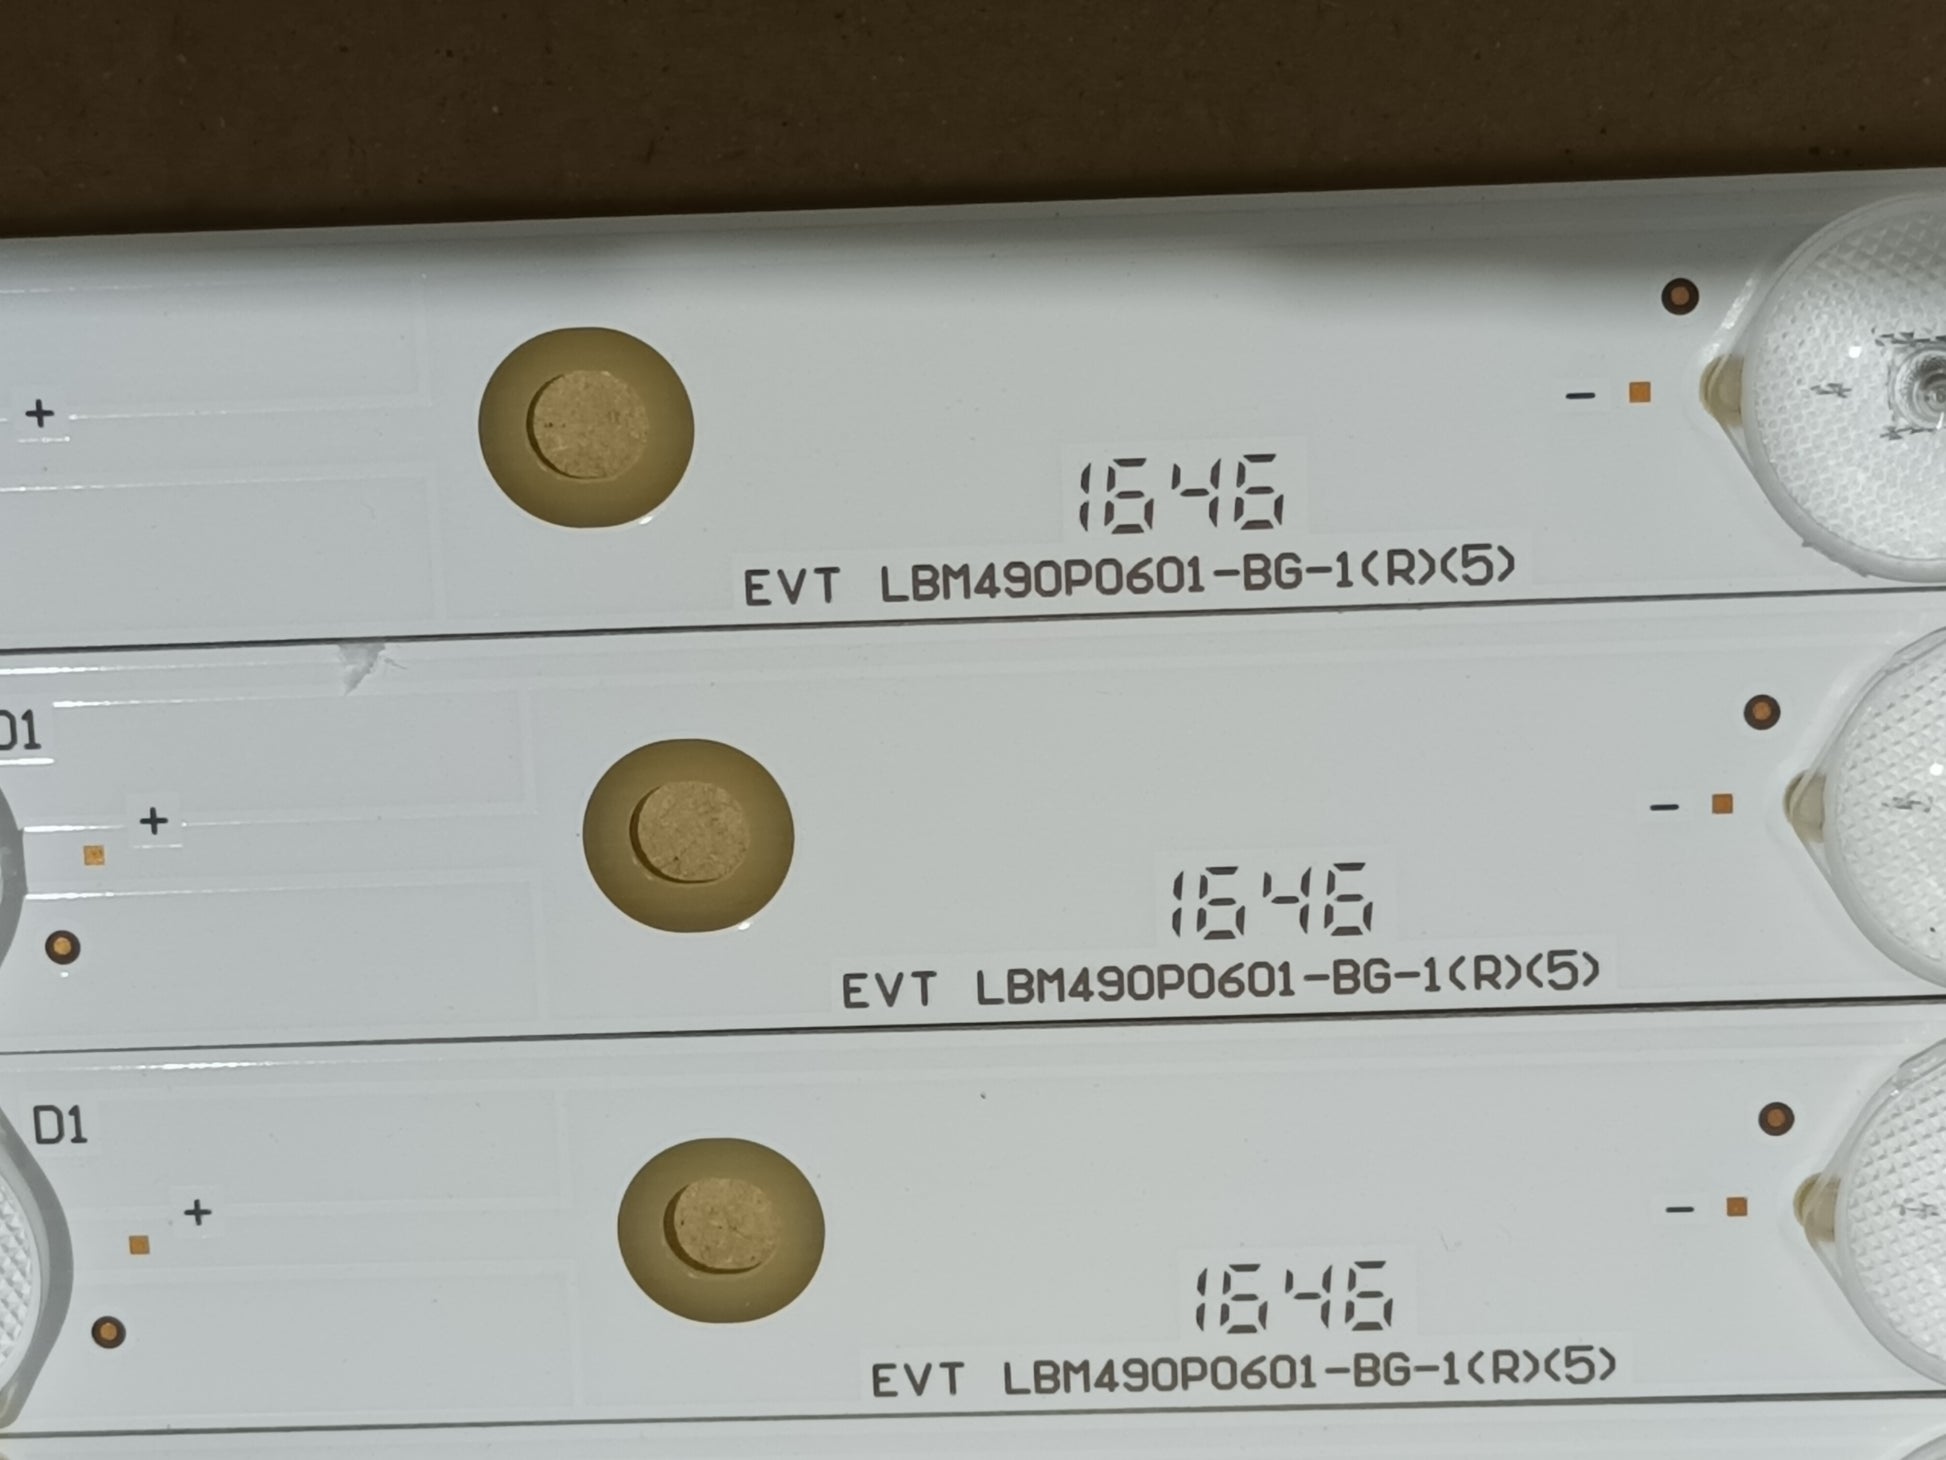 +
-
1646
EVT LBM490P0601-BG-1(R)(5)
D1
+
-
1646
EVT LBM490P0601-BG-1(R)(5)
D1
+
-
1646
EVT LBM490P0601-BG-1(R)(5)